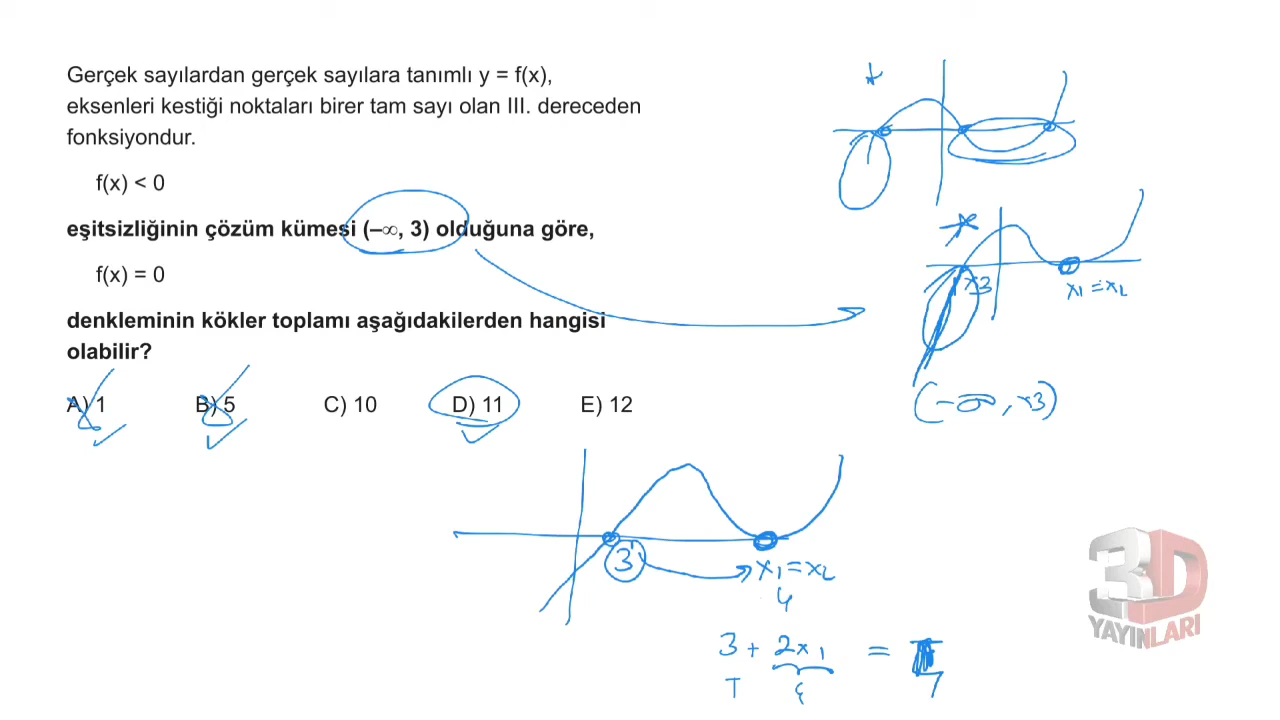 Gerçek sayılardan gerçek sayılara tanımlı y = f(x),
eksenleri kestiği noktaları birer tam sayı olan III. dereceden
fonksiyondur.
f(x) < 0
eşitsizliğinin çözüm kümesi (–∞, 3) olduğuna göre,
f(x) = 0
denkleminin kökler toplamı aşağıdakilerden hangisi
olabilir?
A) 1 B) 5 C) 10 D) 11 E) 12
x3 x1 = x2
(-∞, x3)
3 x1 = x2
4
3 + 2x1 =
T
3D
YAYINLARI